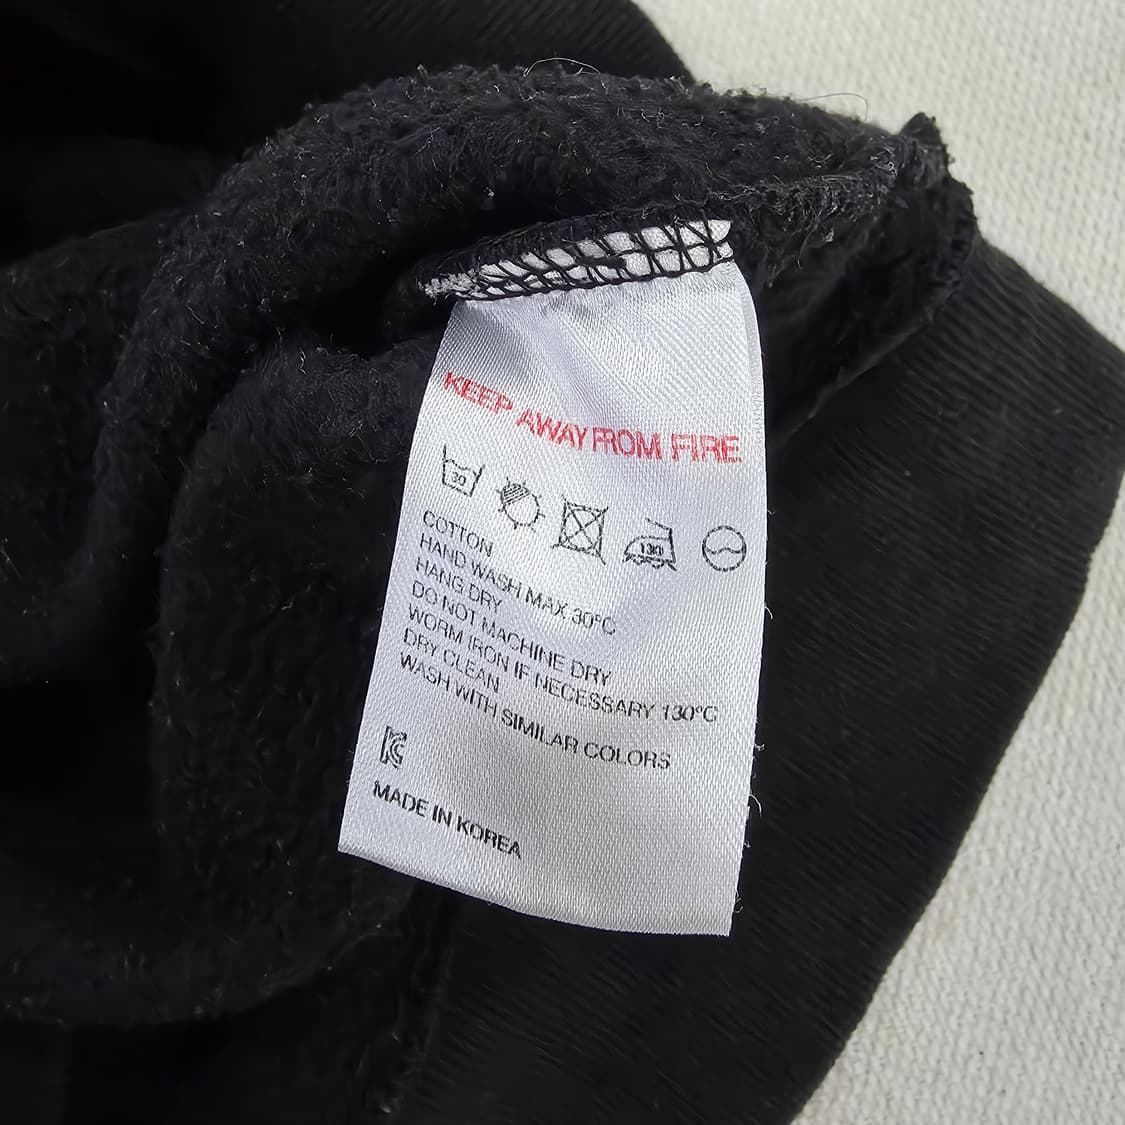 KEEP AWAY FROM FIRE
30
130
COTTON
HAND WASH MAX 30°C
HANG DRY
DO NOT MACHINE DRY
WORM IRON IF NECESSARY 130°C
DRY CLEAN
WASH WITH SIMILAR COLORS
KC
MADE IN KOREA